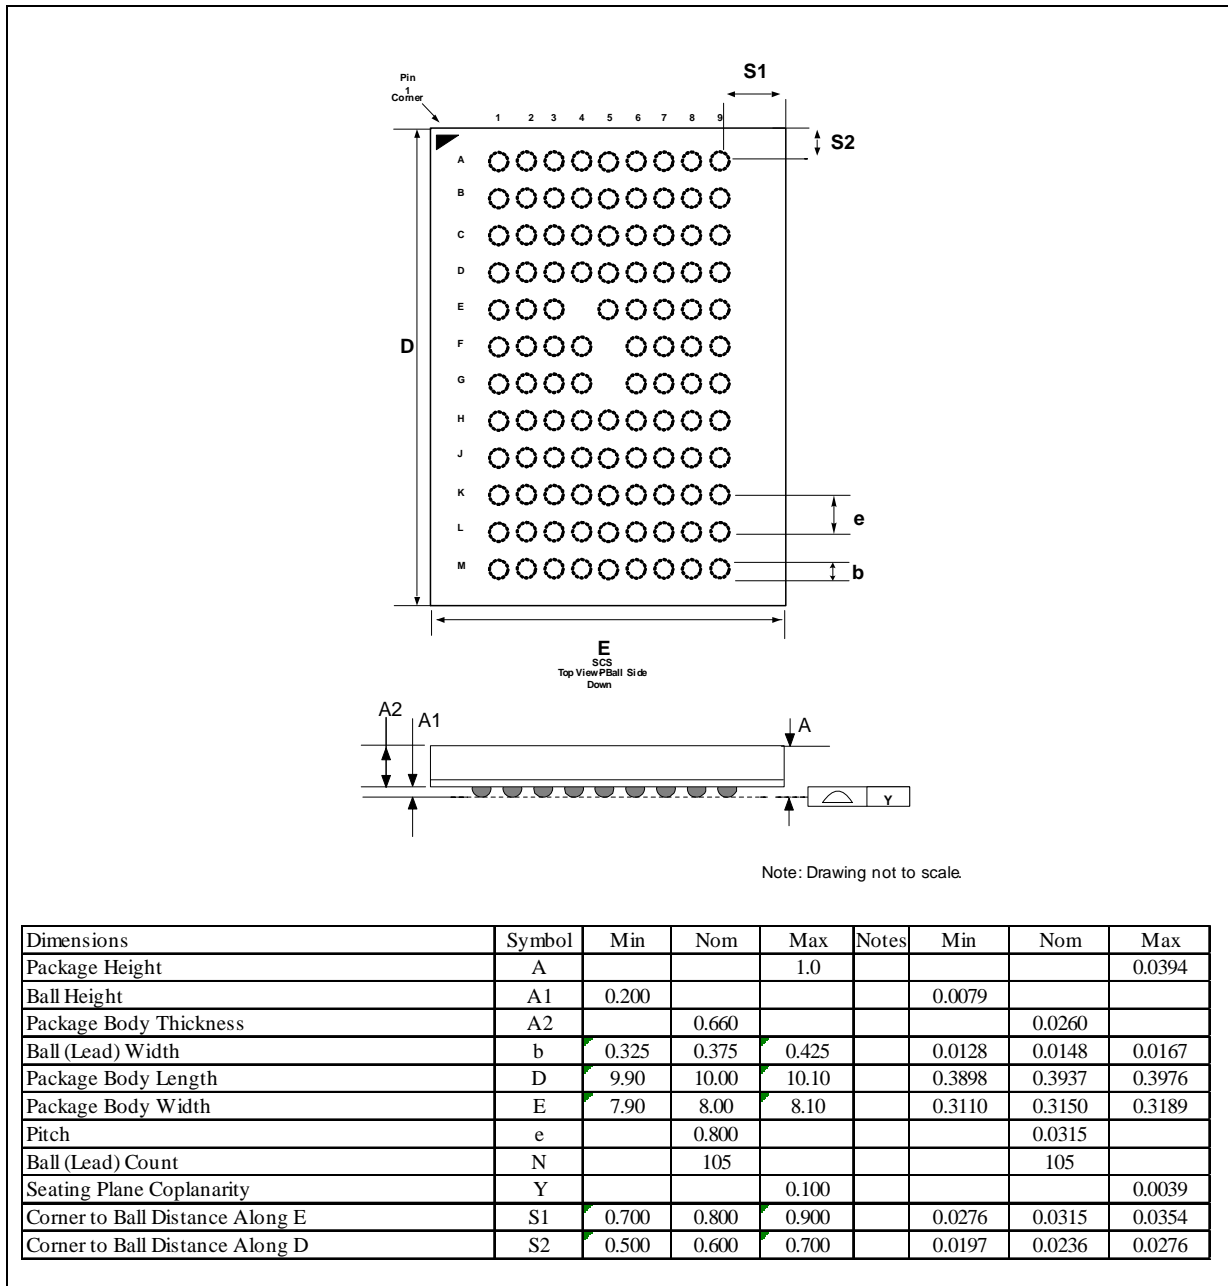 S1
Pin
1
Corner
1 2 3 4 5 6 7 8 9
S2
A
B
C
D
E
F
D
G
H
J
K
e
L
M
b
E
SCS
Top ViewPBall Side
Down
A2
A1
A
Y
Note: Drawing not to scale.
Dimensions Symbol Min Nom Max Notes Min Nom Max
Package Height A 1.0 0.0394
Ball Height A1 0.200 0.0079
Package Body Thickness A2 0.660 0.0260
Ball (Lead) Width b 0.325 0.375 0.425 0.0128 0.0148 0.0167
Package Body Length D 9.90 10.00 10.10 0.3898 0.3937 0.3976
Package Body Width E 7.90 8.00 8.10 0.3110 0.3150 0.3189
Pitch e 0.800 0.0315
Ball (Lead) Count N 105 105
Seating Plane Coplanarity Y 0.100 0.0039
Corner to Ball Distance Along E S1 0.700 0.800 0.900 0.0276 0.0315 0.0354
Corner to Ball Distance Along D S2 0.500 0.600 0.700 0.0197 0.0236 0.0276